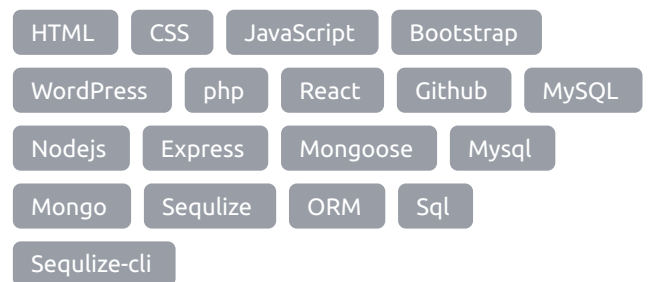 HTML CSS JavaScript Bootstrap
WordPress php React Github MySQL
Nodejs Express Mongoose Mysql
Mongo Sequlize ORM Sql
Sequlize-cli